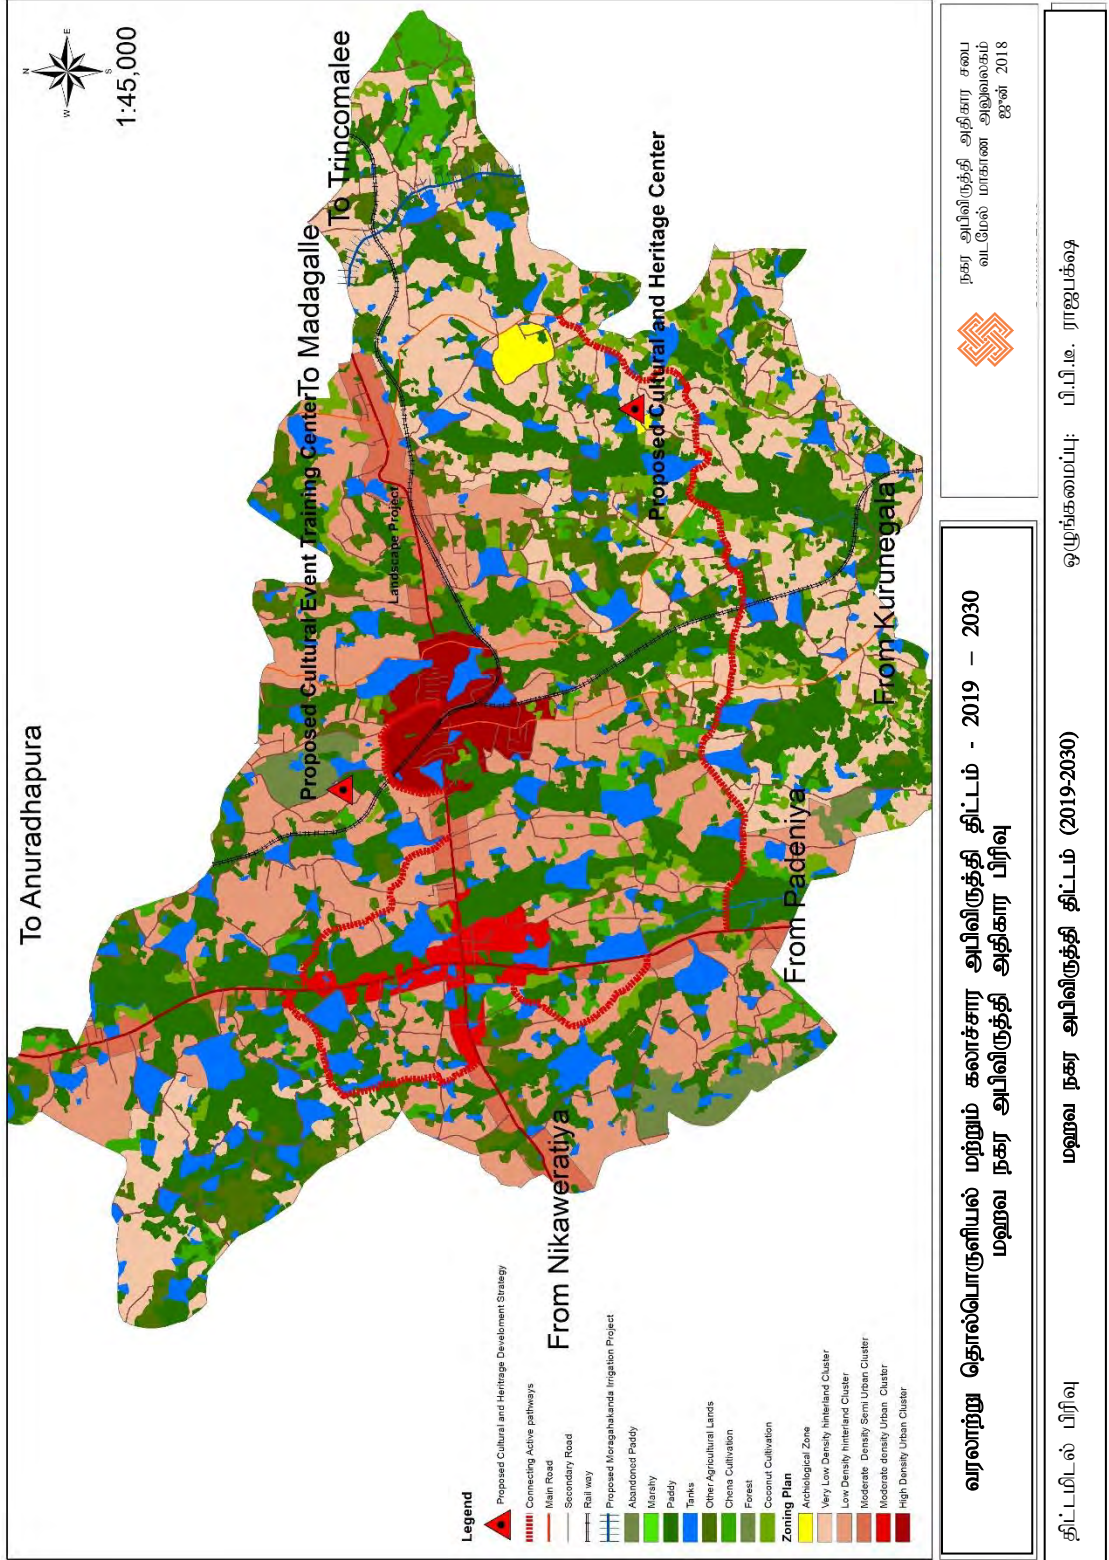 To Anuradhapura
1:45,000
N
E
S
W
Proposed Cultural Event Training Center
To Madagalle
To Trincomalee
Landscape Project
Proposed Cultural and Heritage Center
From Nikaweratiya
From Padeniya
From Kurunegala
Legend
Proposed Cultural and Heritrage Develoment Strategy
Connecting Active pathways
Main Road
Secondary Road
Rail way
Proposed Moragahakanda Irrigation Project
Abandoned Paddy
Marshy
Paddy
Tanks
Other Agricultural Lands
Chena Cultivation
Forest
Coconut Cultivation
Zoning Plan
Archiological Zone
Very Low Density hinterland Cluster
Low Density hinterland Cluster
Moderate Density Semi Urban Cluster
Moderate density Urban Cluster
High Density Urban Cluster
வரலாற்று தொல்பொருளியல் மற்றும் கலாச்சார அபிவிருத்தி திட்டம் - 2019 – 2030
மஹவ நகர அபிவிருத்தி அதிகார பிரிவு
நகர அபிவிருத்தி அதிகார சபை
வடமேல் மாகாண அலுவலகம்
ஜுன் 2018
திட்டமிடல் பிரிவு
மஹவ நகர அபிவிருத்தி திட்டம் (2019-2030)
ஒழுங்கமைப்பு: பி.பி.டீ. ராஜபக்ஷ